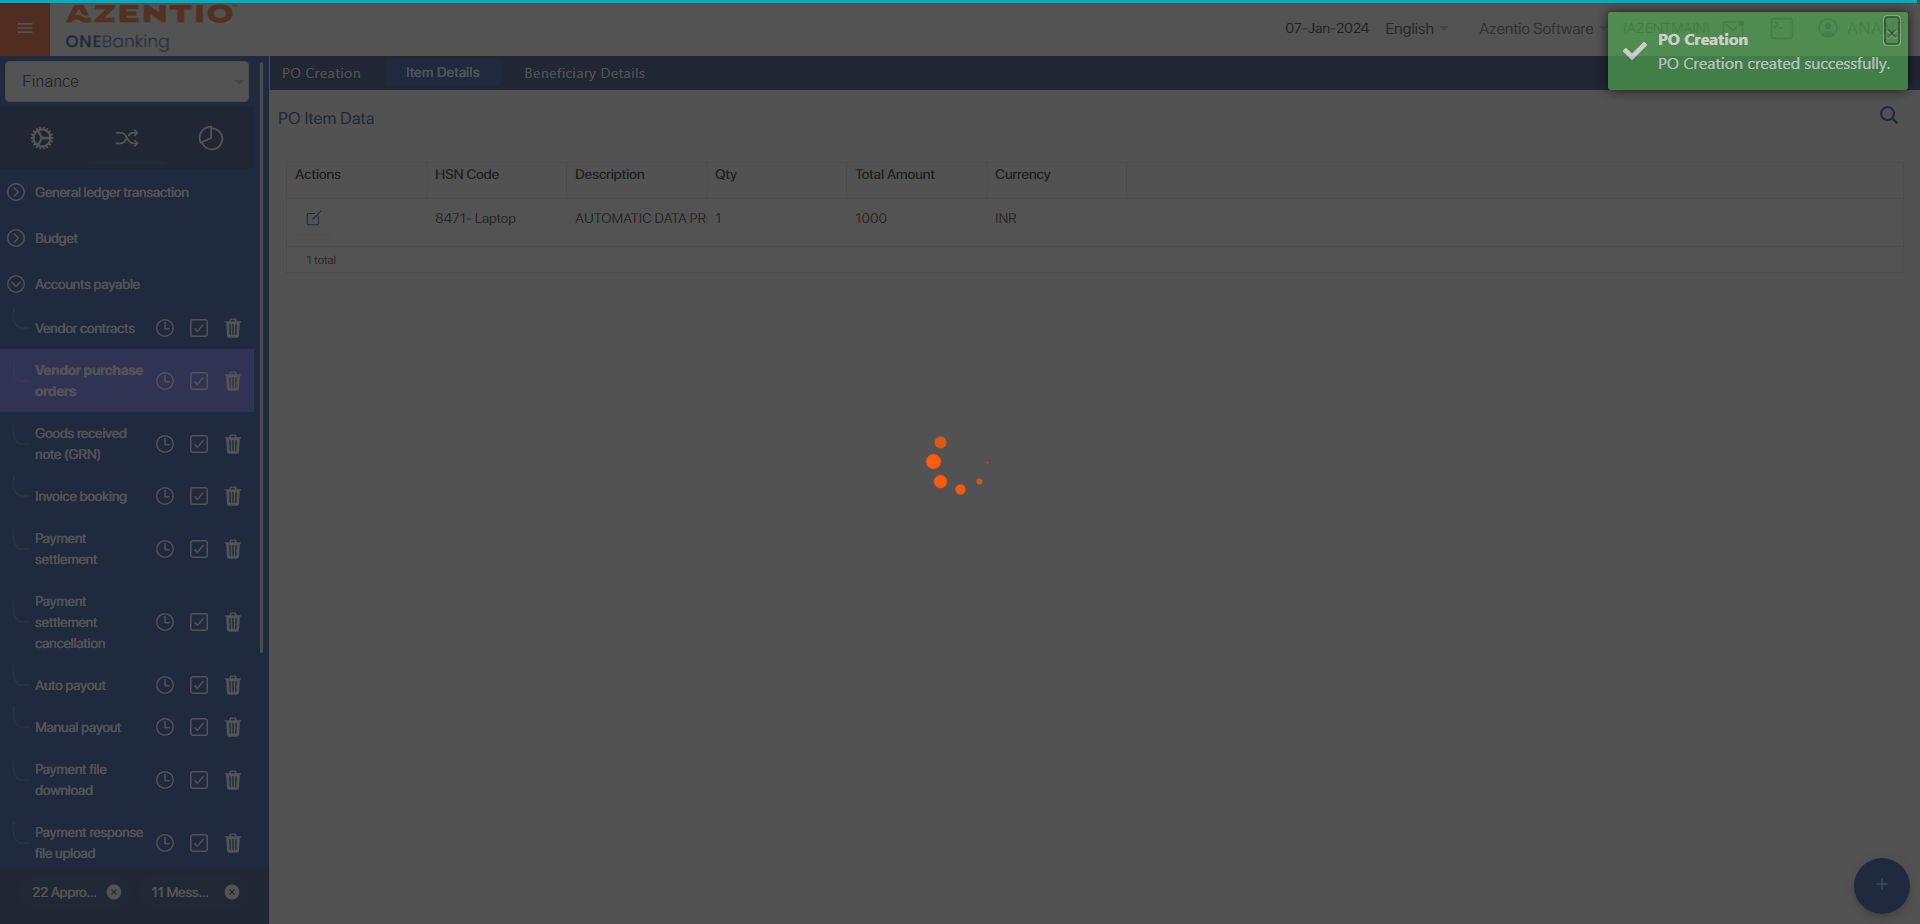 AZENTIO
ONEBanking
07-Jan-2024
English
Azentio Software
(AZENTMAIN)
ANA
PO Creation
PO Creation created successfully.
Finance
PO Creation
Item Details
Beneficiary Details
PO Item Data
Actions
HSN Code
Description
Qty
Total Amount
Currency
8471- Laptop
AUTOMATIC DATA PR
1
1000
INR
1 total
General ledger transaction
Budget
Accounts payable
Vendor contracts
Vendor purchase
orders
Goods received
note (GRN)
Invoice booking
Payment
settlement
Payment
settlement
cancellation
Auto payout
Manual payout
Payment file
download
Payment response
file upload
22 Appro...
11 Mess...